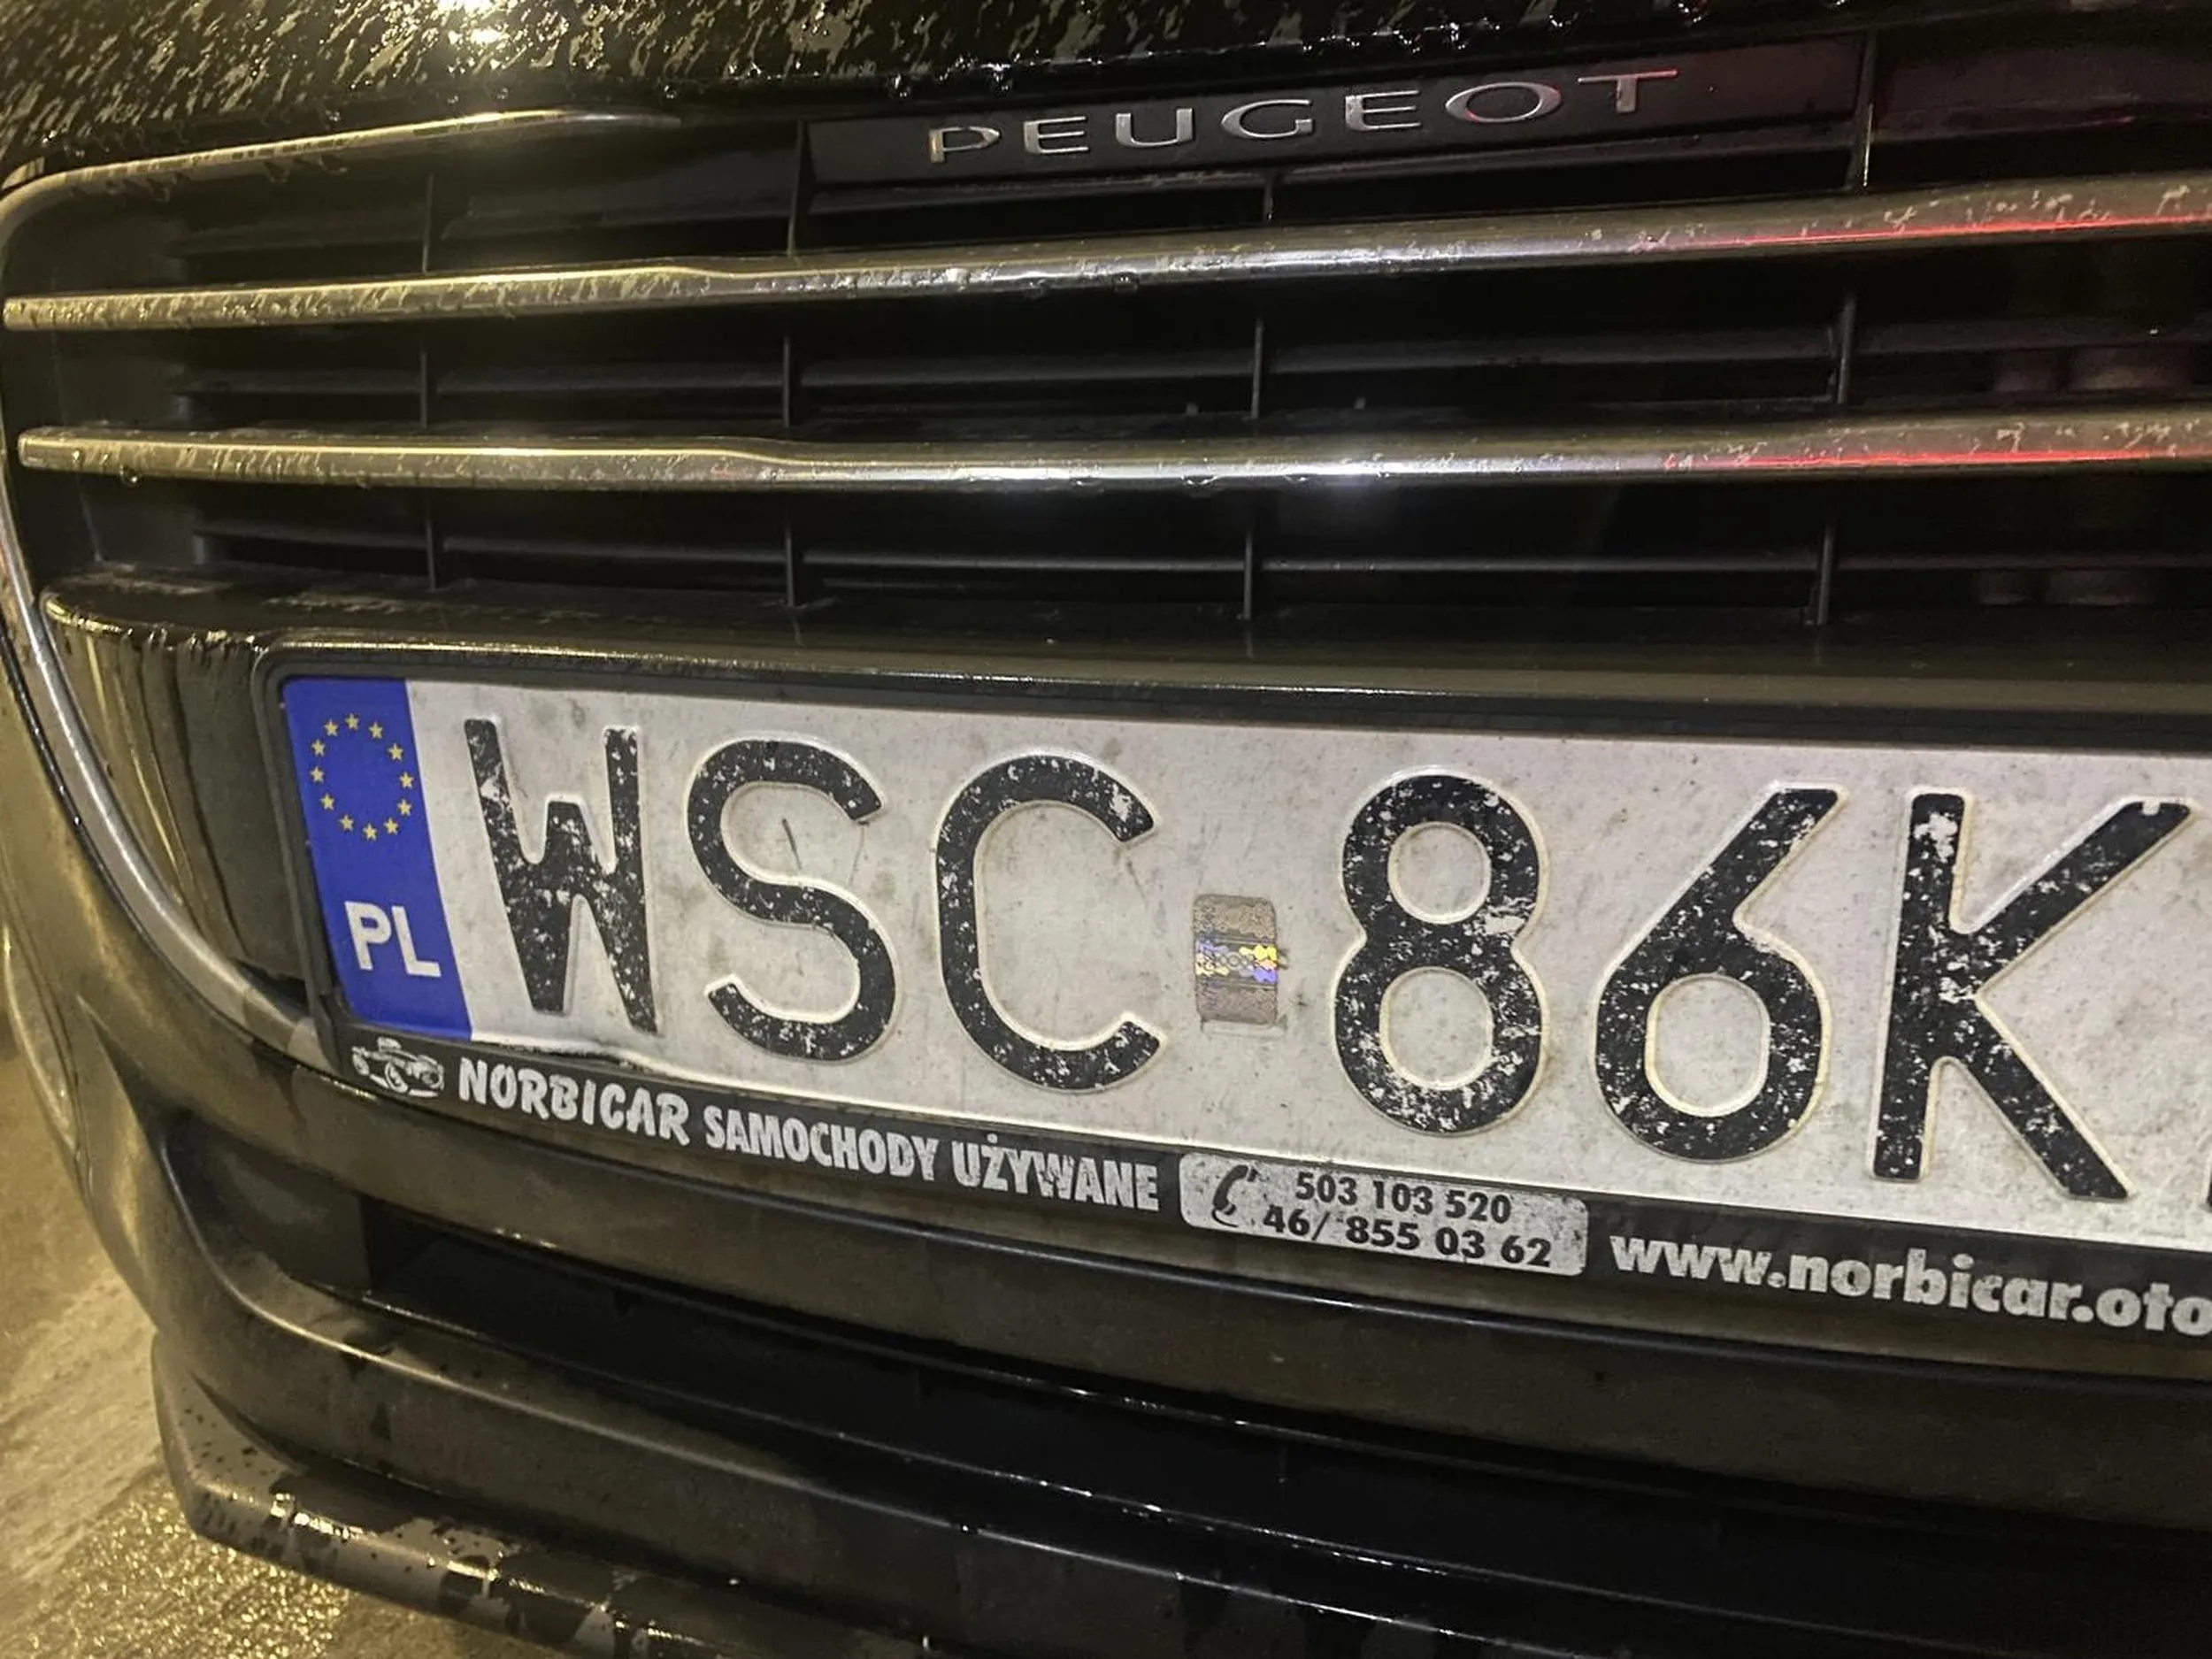 PEUGEOT
PL
WSC 86K
NORBICAR SAMOCHODY UŻYWANE
503 103 520
46/ 855 03 62
www.norbicar.oto